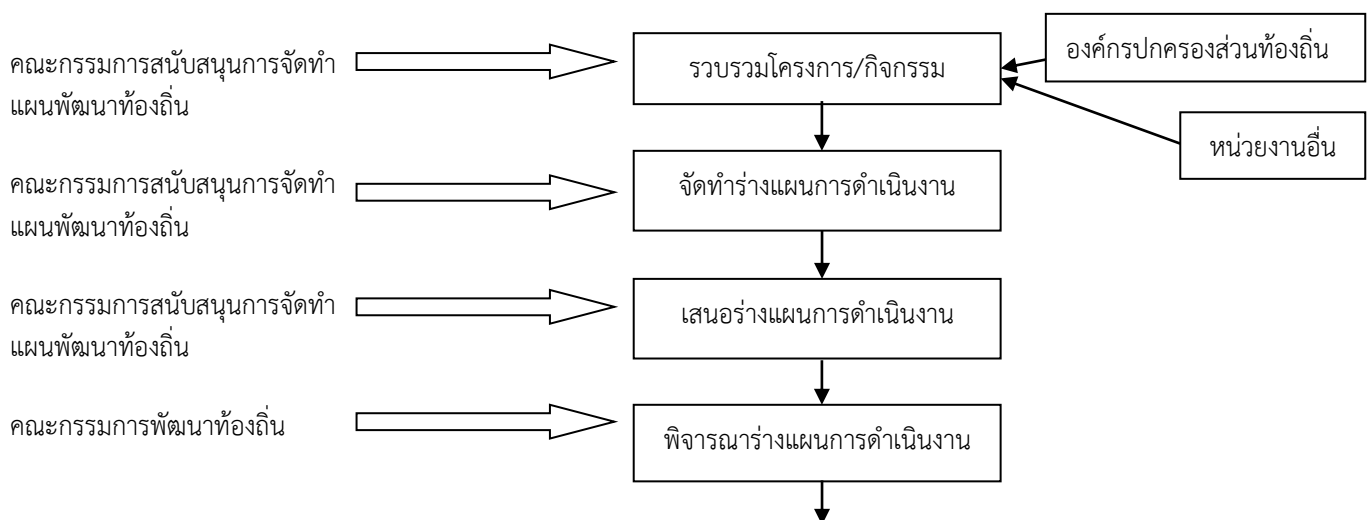 คณะกรรมการสนับสนุนการจัดทำ
แผนพัฒนาท้องถิ่น
รวบรวมโครงการ/กิจกรรม
องค์กรปกครองส่วนท้องถิ่น
หน่วยงานอื่น
คณะกรรมการสนับสนุนการจัดทำ
แผนพัฒนาท้องถิ่น
จัดทำร่างแผนการดำเนินงาน
คณะกรรมการสนับสนุนการจัดทำ
แผนพัฒนาท้องถิ่น
เสนอร่างแผนการดำเนินงาน
คณะกรรมการพัฒนาท้องถิ่น
พิจารณาร่างแผนการดำเนินงาน